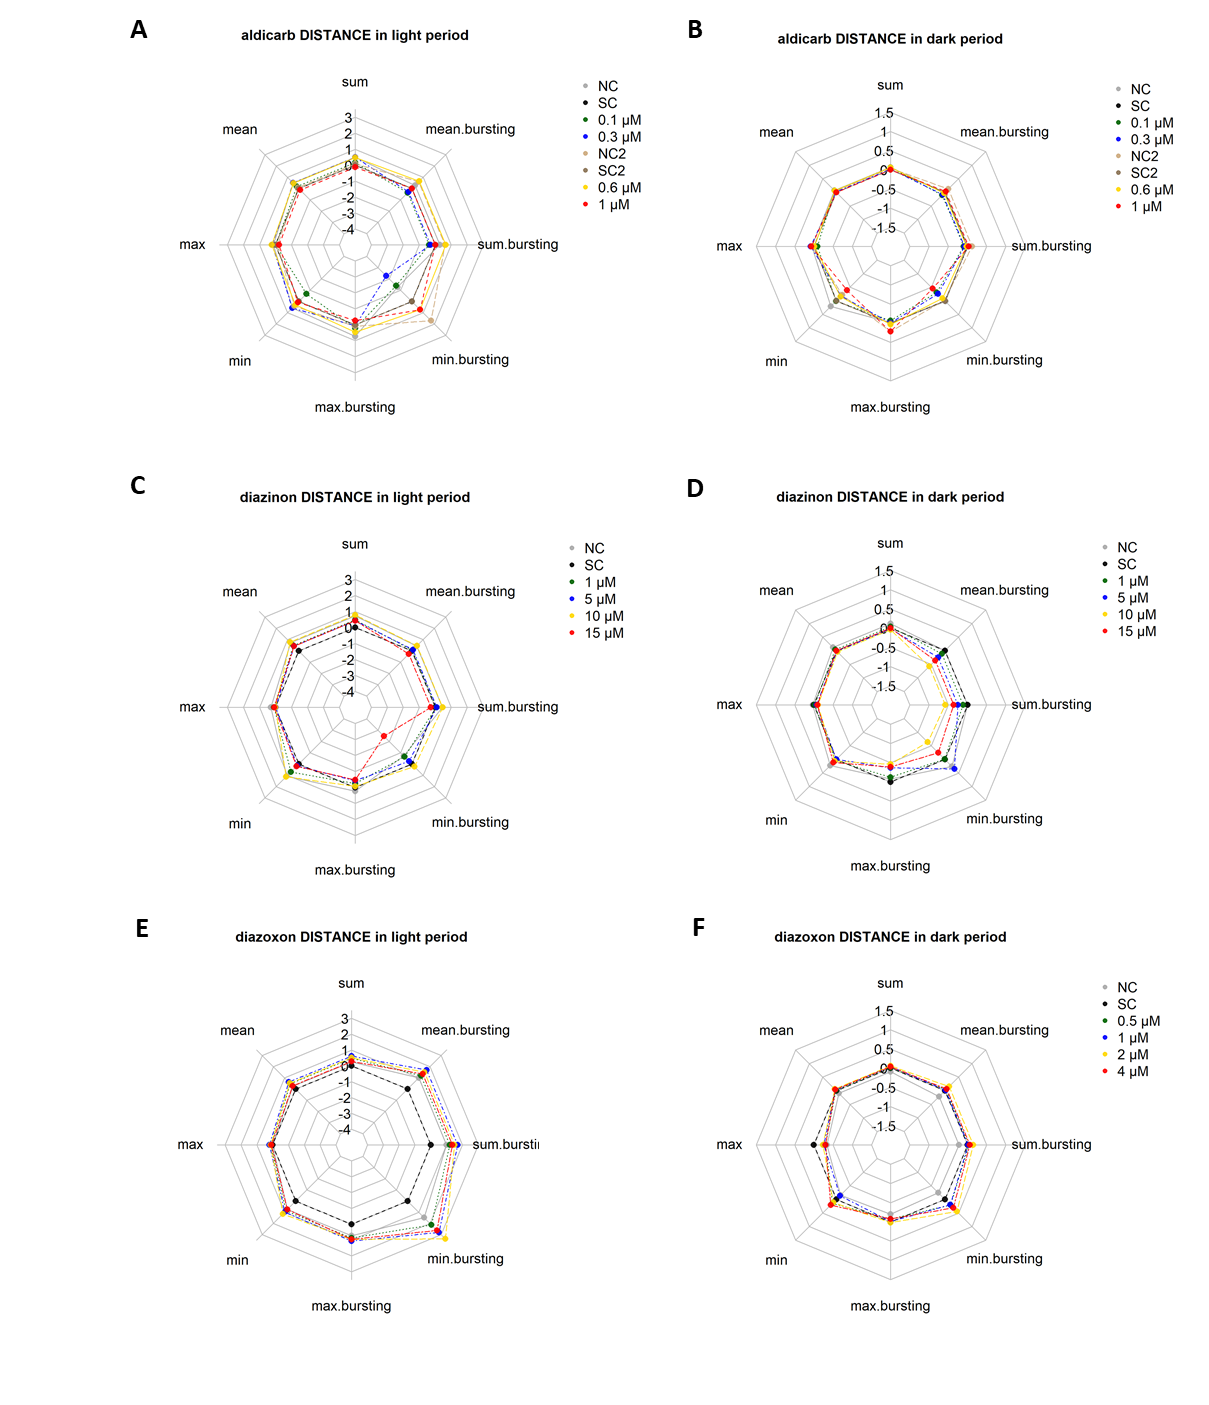 A
aldicarb DISTANCE in light period
sum
mean
mean.bursting
max
sum.bursting
min
min.bursting
max.bursting
3
2
1
0
-1
-2
-3
-4
NC
SC
0.1 µM
0.3 µM
NC2
SC2
0.6 µM
1 µM
B
aldicarb DISTANCE in dark period
sum
mean
mean.bursting
max
sum.bursting
min
min.bursting
max.bursting
1.5
1
0.5
0
-0.5
-1
-1.5
NC
SC
0.1 µM
0.3 µM
NC2
SC2
0.6 µM
1 µM
C
diazinon DISTANCE in light period
sum
mean
mean.bursting
max
sum.bursting
min
min.bursting
max.bursting
3
2
1
0
-1
-2
-3
-4
NC
SC
1 µM
5 µM
10 µM
15 µM
D
diazinon DISTANCE in dark period
sum
mean
mean.bursting
max
sum.bursting
min
min.bursting
max.bursting
1.5
1
0.5
0
-0.5
-1
-1.5
NC
SC
1 µM
5 µM
10 µM
15 µM
E
diazoxon DISTANCE in light period
sum
mean
mean.bursting
max
sum.burstin
min
min.bursting
max.bursting
3
2
1
0
-1
-2
-3
-4
F
diazoxon DISTANCE in dark period
sum
mean
mean.bursting
max
sum.bursting
min
min.bursting
max.bursting
1.5
1
0.5
0
-0.5
-1
-1.5
NC
SC
0.5 µM
1 µM
2 µM
4 µM